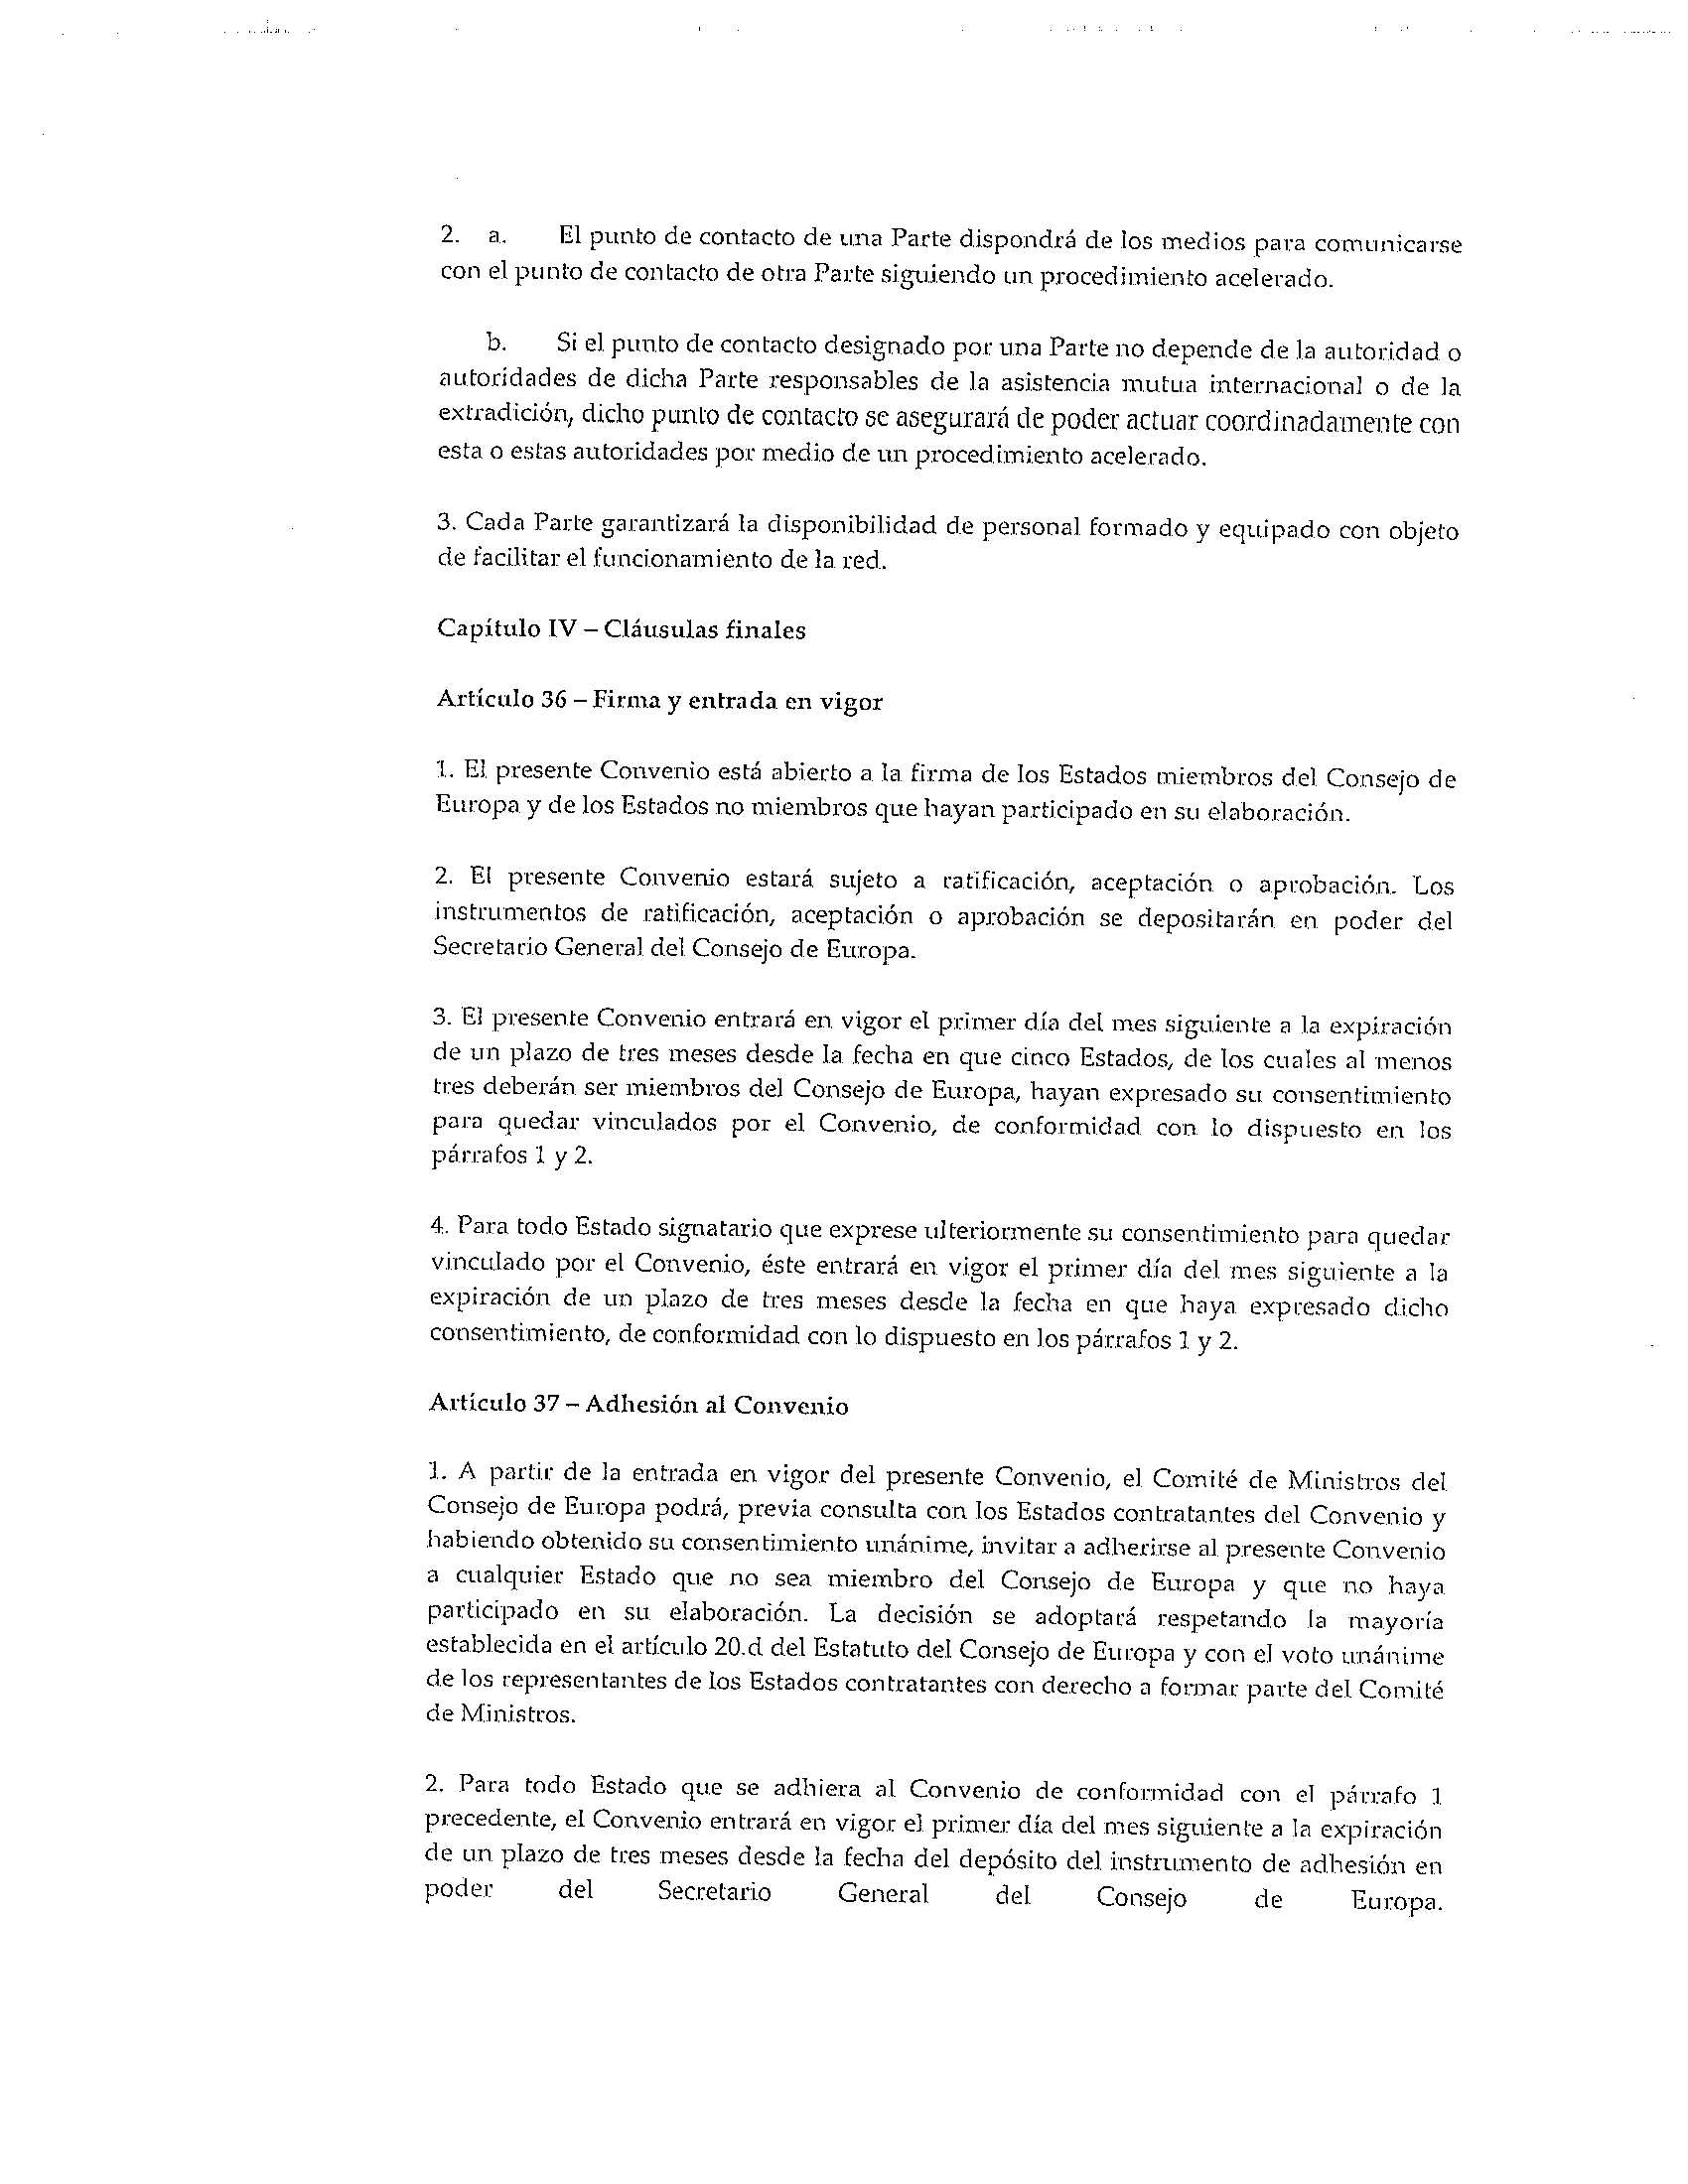 2. a. El punto de contacto de una Parte dispondrá de los medios para comunicarse
con el punto de contacto de otra Parte siguiendo un procedimiento acelerado.
b. Si el punto de contacto designado por una Parte no depende de la autoridad o
autoridades de dicha Parte responsables de la asistencia mutua internacional o de la
extradición, dicho punto de contacto se asegurará de poder actuar coordinadamente con
esta o estas autoridades por medio de un procedimiento acelerado.
3. Cada Parte garantizará la disponibilidad de personal formado y equipado con objeto
de facilitar el funcionamiento de la red.
Capítulo IV – Cláusulas finales
Artículo 36 – Firma y entrada en vigor
1. El presente Convenio está abierto a la firma de los Estados miembros del Consejo de
Europa y de los Estados no miembros que hayan participado en su elaboración.
2. El presente Convenio estará sujeto a ratificación, aceptación o aprobación. Los
instrumentos de ratificación, aceptación o aprobación se depositarán en poder del
Secretario General del Consejo de Europa.
3. El presente Convenio entrará en vigor el primer día del mes siguiente a la expiración
de un plazo de tres meses desde la fecha en que cinco Estados, de los cuales al menos
tres deberán ser miembros del Consejo de Europa, hayan expresado su consentimiento
para quedar vinculados por el Convenio, de conformidad con lo dispuesto en los
párrafos 1 y 2.
4. Para todo Estado signatario que exprese ulteriormente su consentimiento para quedar
vinculado por el Convenio, éste entrará en vigor el primer día del mes siguiente a la
expiración de un plazo de tres meses desde la fecha en que haya expresado dicho
consentimiento, de conformidad con lo dispuesto en los párrafos 1 y 2.
Artículo 37 – Adhesión al Convenio
1. A partir de la entrada en vigor del presente Convenio, el Comité de Ministros del
Consejo de Europa podrá, previa consulta con los Estados contratantes del Convenio y
habiendo obtenido su consentimiento unánime, invitar a adherirse al presente Convenio
a cualquier Estado que no sea miembro del Consejo de Europa y que no haya
participado en su elaboración. La decisión se adoptará respetando la mayoría
establecida en el artículo 20.d del Estatuto del Consejo de Europa y con el voto unánime
de los representantes de los Estados contratantes con derecho a formar parte del Comité
de Ministros.
2. Para todo Estado que se adhiera al Convenio de conformidad con el párrafo 1
precedente, el Convenio entrará en vigor el primer día del mes siguiente a la expiración
de un plazo de tres meses desde la fecha del depósito del instrumento de adhesión en
poder del Secretario General del Consejo de Europa.